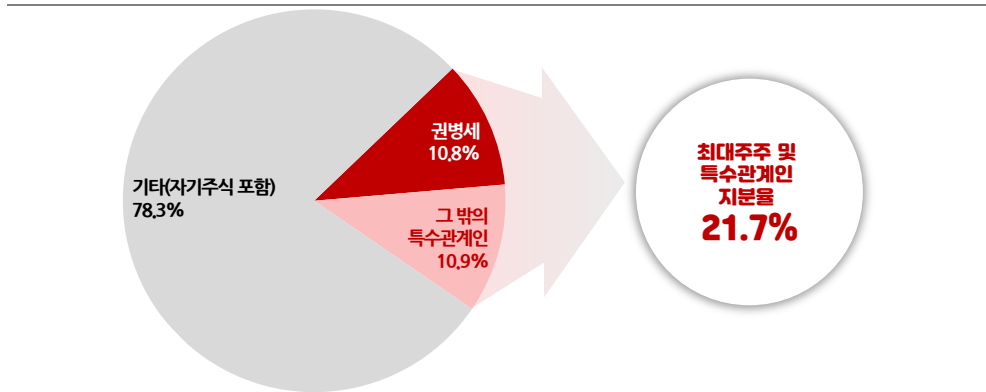 권병세
10.8%
기타(자기주식 포함)
78.3%
그 밖의
특수관계인
10.9%
최대주주 및
특수관계인
지분율
21.7%